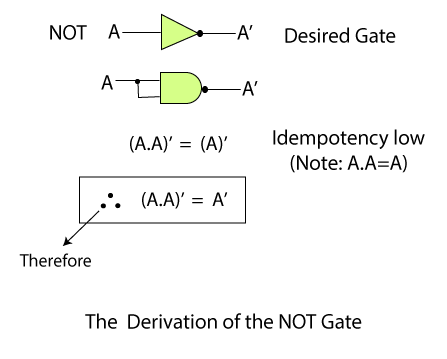 NOT A A′ Desired Gate
A A′
(A.A)′ = (A)′ Idempotency low
(Note: A.A=A)
∴ (A.A)′ = A′
Therefore
The Derivation of the NOT Gate